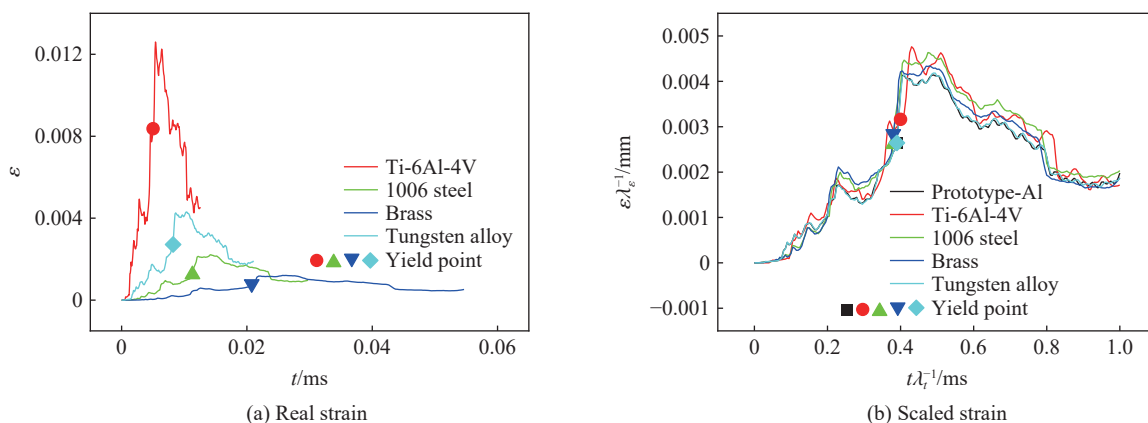 0.012
0.008
0.004
0
ε
0
0.02
0.04
0.06
t/ms
Ti-6Al-4V
1006 steel
Brass
Tungsten alloy
Yield point
(a) Real strain
0.005
0.004
0.003
0.002
0.001
0
−0.001
ελε⁻¹/mm
0
0.2
0.4
0.6
0.8
1.0
tλt⁻¹/ms
Prototype-Al
Ti-6Al-4V
1006 steel
Brass
Tungsten alloy
Yield point
(b) Scaled strain